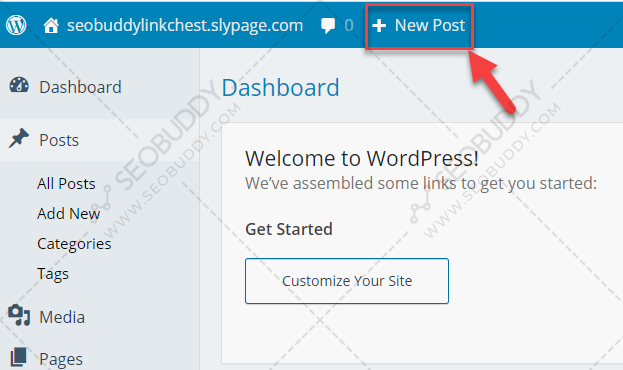 seobuddylinkchest.slypage.com 0 New Post
Dashboard
Posts
All Posts
Add New
Categories
Tags
Media
Pages
Dashboard
Welcome to WordPress!
We've assembled some links to get you started:
Get Started
Customize Your Site
SEOBUDDY
WWW.SEOBUDDY.COM
SEOBUDDY
WWW.SEOBUDDY.COM